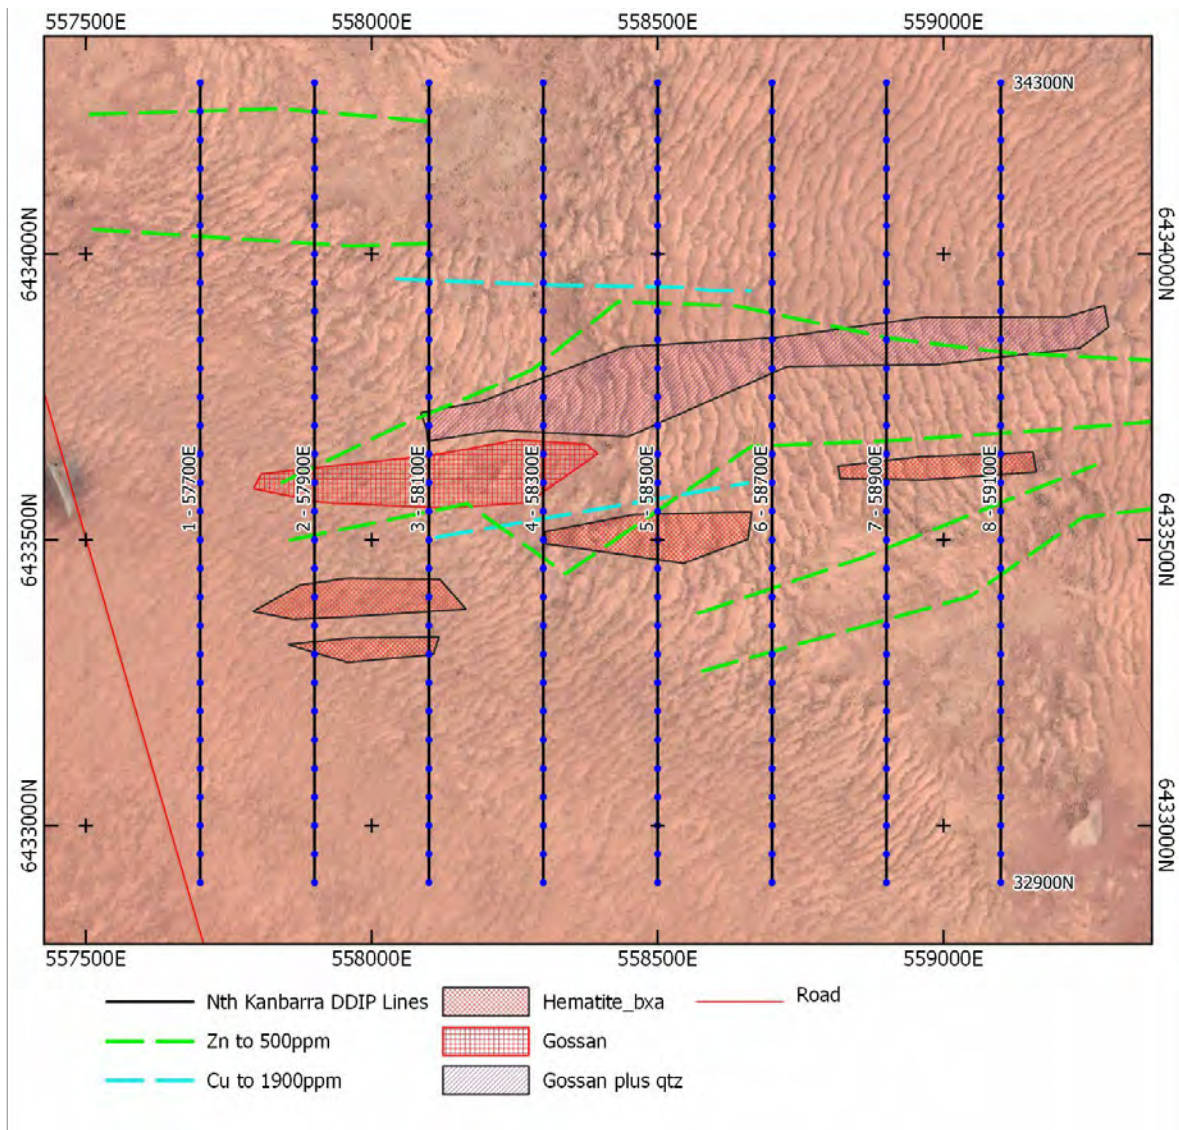 557500E 558000E 558500E 559000E
34300N
6434000N 6434000N
1 - 57700E
2 - 57900E
3 - 58100E
4 - 58300E
5 - 58500E
6 - 58700E
7 - 58900E
8 - 59100E
6433500N 6433500N
6433000N 6433000N
32900N
557500E 558000E 558500E 559000E
Nth Kanbarra DDIP Lines Hematite_bxa Road
Zn to 500ppm Gossan
Cu to 1900ppm Gossan plus qtz